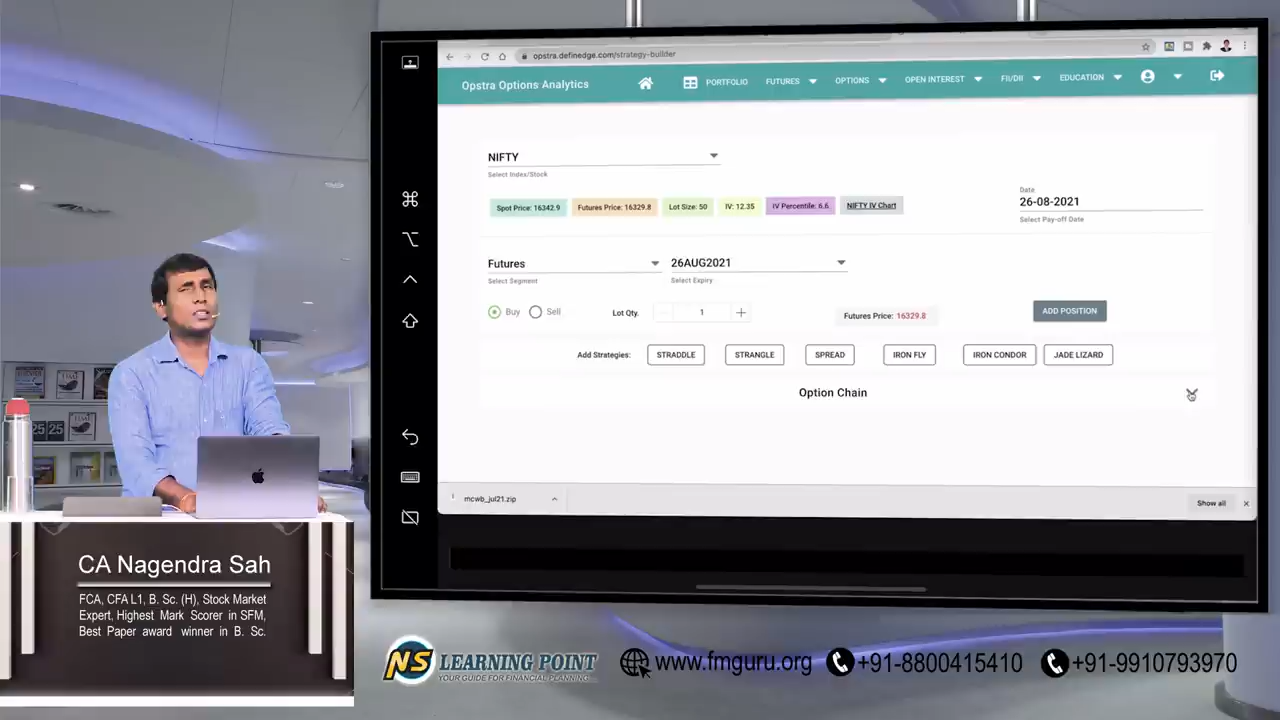 opstra.definedge.com/strategy-builder
Opstra Options Analytics
PORTFOLIO
FUTURES
OPTIONS
OPEN INTEREST
FII/DII
EDUCATION
NIFTY
Select Index/Stock
Spot Price: 16342.9
Futures Price: 16329.8
Lot Size: 50
IV: 12.35
IV Percentile: 6.6
NIFTY IV Chart
Date
26-08-2021
Select Pay-off Date
Futures
Select Segment
26AUG2021
Select Expiry
Buy
Sell
Lot Qty.
1
Futures Price: 16329.8
ADD POSITION
Add Strategies:
STRADDLE
STRANGLE
SPREAD
IRON FLY
IRON CONDOR
JADE LIZARD
Option Chain
mcwb_jul21.zip
Show all
25 25
CA Nagendra Sah
FCA, CFA L1, B. Sc. (H), Stock Market
Expert, Highest Mark Scorer in SFM,
Best Paper award winner in B. Sc.
NS LEARNING POINT
YOUR GUIDE FOR FINANCIAL PLANNING....
www.fmguru.org
+91-8800415410
+91-9910793970